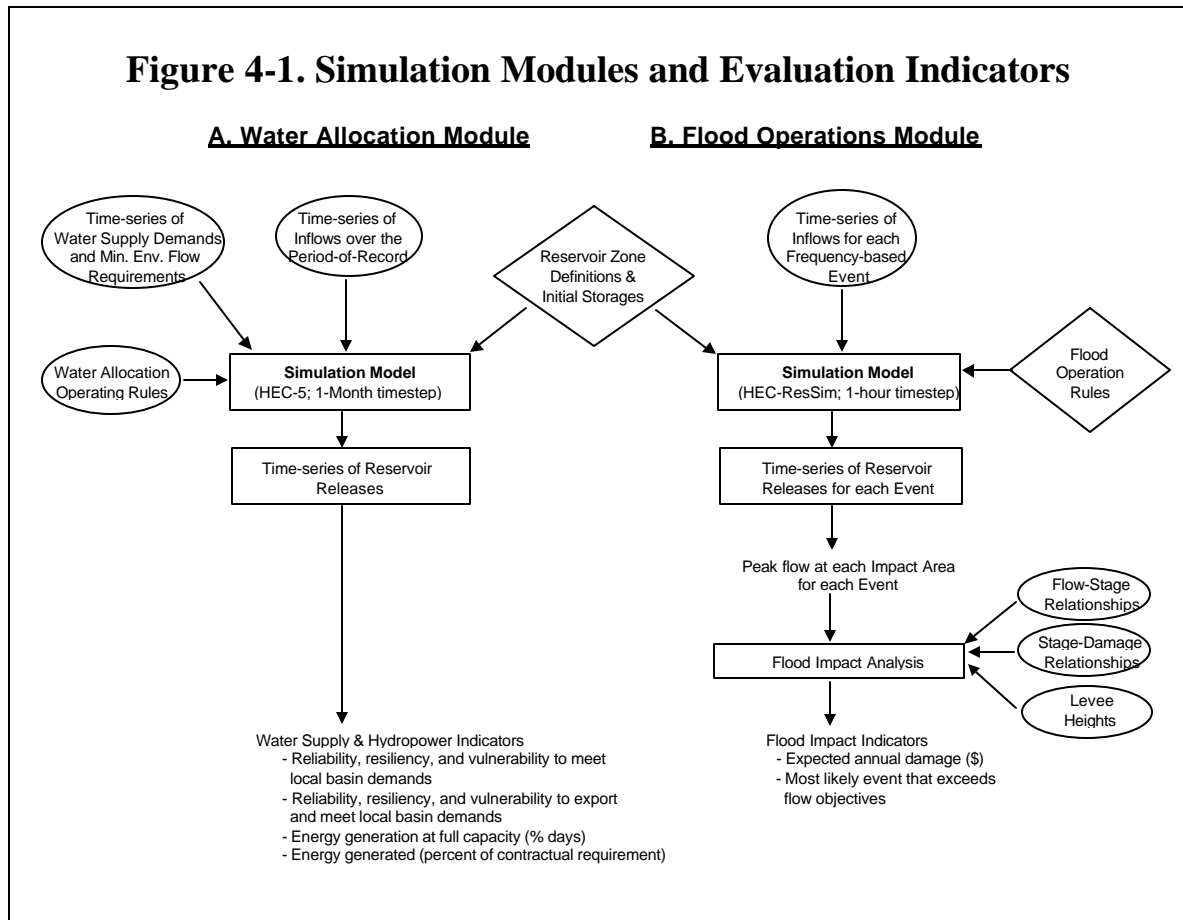 Figure 4-1. Simulation Modules and Evaluation Indicators
A. Water Allocation Module
B. Flood Operations Module
Time-series of
Water Supply Demands
and Min. Env. Flow
Requirements
Time-series of
Inflows over the
Period-of-Record
Reservoir Zone
Definitions &
Initial Storages
Time-series of
Inflows for each
Frequency-based
Event
Water Allocation
Operating Rules
Simulation Model
(HEC-5; 1-Month timestep)
Simulation Model
(HEC-ResSim; 1-hour timestep)
Flood
Operation
Rules
Time-series of Reservoir
Releases
Time-series of Reservoir
Releases for each Event
Peak flow at each Impact Area
for each Event
Flow-Stage
Relationships
Stage-Damage
Relationships
Levee
Heights
Flood Impact Analysis
Water Supply & Hydropower Indicators
- Reliability, resiliency, and vulnerability to meet
local basin demands
- Reliability, resiliency, and vulnerability to export
and meet local basin demands
- Energy generation at full capacity (% days)
- Energy generated (percent of contractual requirement)
Flood Impact Indicators
- Expected annual damage ($)
- Most likely event that exceeds
flow objectives